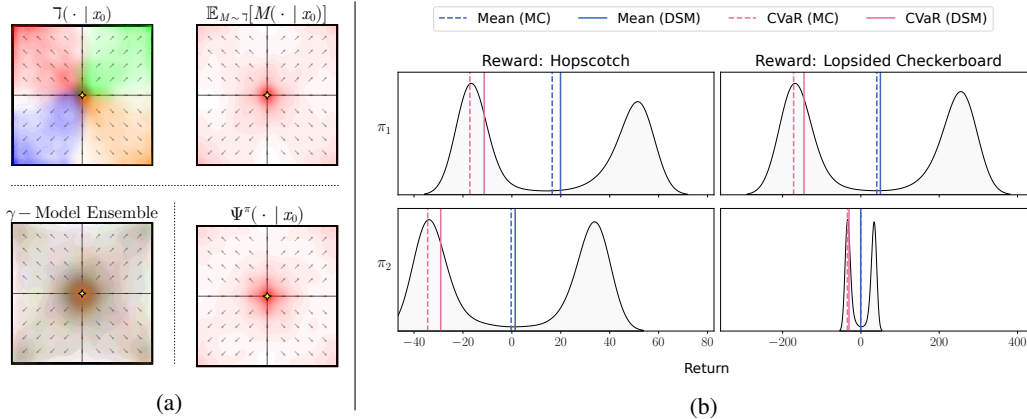 ℸ( · | x₀)
𝔼_{M∼ℸ}[M( · | x₀)]
γ − Model Ensemble
Ψ^π( · | x₀)
(a)
Mean (MC) Mean (DSM) CVaR (MC) CVaR (DSM)
Reward: Hopscotch Reward: Lopsided Checkerboard
π₁
π₂
−40 −20 0 20 40 60 80 −200 0 200 400
Return
(b)